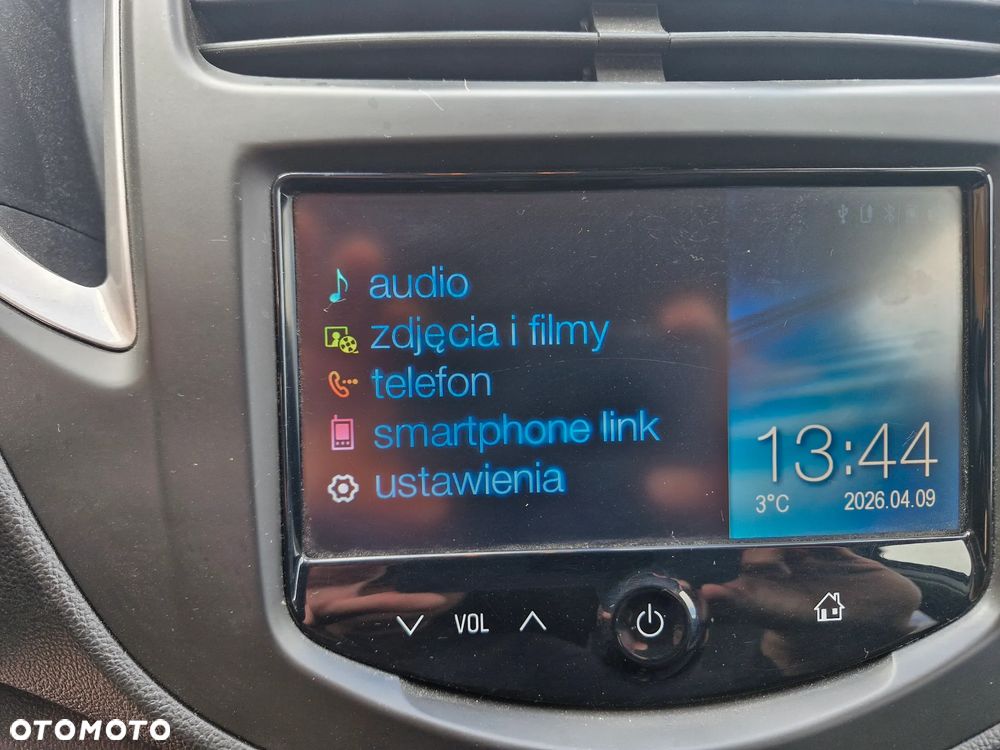 audio
zdjęcia i filmy
telefon
smartphone link
ustawienia
13:44
3°C 2026.04.09
VOL
OTOMOTO